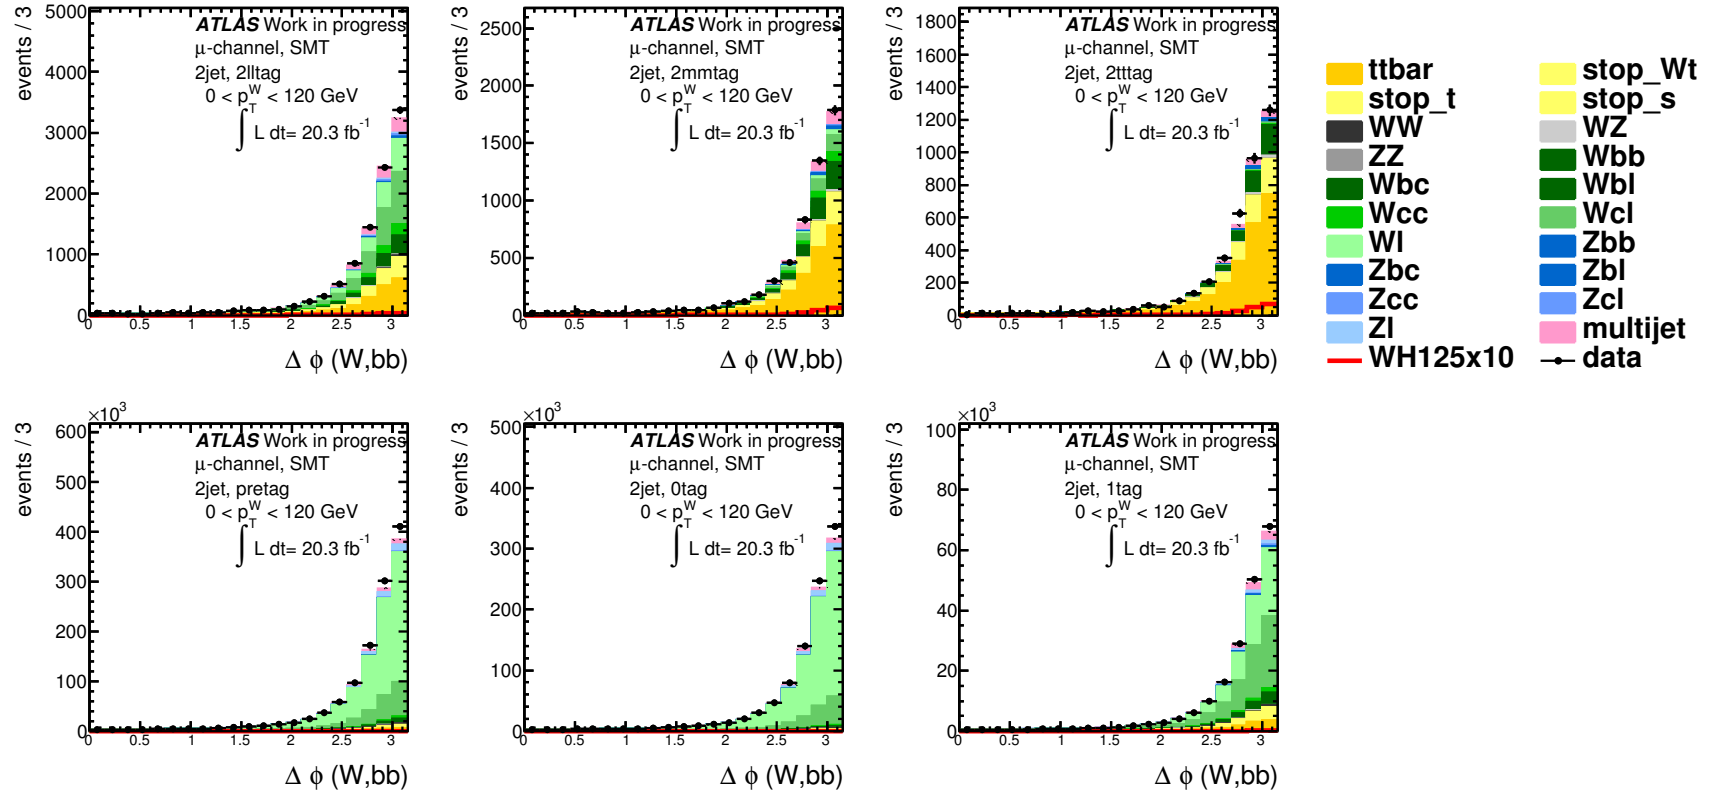 events / 3
5000
4000
3000
2000
1000
0
ATLAS Work in progress
μ-channel, SMT
2jet, 2lltag
0 < p_T^W < 120 GeV
∫ L dt= 20.3 fb⁻¹
0 0.5 1 1.5 2 2.5 3
Δ ϕ (W,bb)
events / 3
2500
2000
1500
1000
500
0
ATLAS Work in progress
μ-channel, SMT
2jet, 2mmtag
0 < p_T^W < 120 GeV
∫ L dt= 20.3 fb⁻¹
0 0.5 1 1.5 2 2.5 3
Δ ϕ (W,bb)
events / 3
1800
1600
1400
1200
1000
800
600
400
200
0
ATLAS Work in progress
μ-channel, SMT
2jet, 2tttag
0 < p_T^W < 120 GeV
∫ L dt= 20.3 fb⁻¹
0 0.5 1 1.5 2 2.5 3
Δ ϕ (W,bb)
ttbar stop_Wt
stop_t stop_s
WW WZ
ZZ Wbb
Wbc Wbl
Wcc Wcl
Wl Zbb
Zbc Zbl
Zcc Zcl
Zl multijet
WH125x10 data
×10³
events / 3
600
500
400
300
200
100
0
ATLAS Work in progress
μ-channel, SMT
2jet, pretag
0 < p_T^W < 120 GeV
∫ L dt= 20.3 fb⁻¹
0 0.5 1 1.5 2 2.5 3
Δ ϕ (W,bb)
×10³
events / 3
500
400
300
200
100
0
ATLAS Work in progress
μ-channel, SMT
2jet, 0tag
0 < p_T^W < 120 GeV
∫ L dt= 20.3 fb⁻¹
0 0.5 1 1.5 2 2.5 3
Δ ϕ (W,bb)
×10³
events / 3
100
80
60
40
20
0
ATLAS Work in progress
μ-channel, SMT
2jet, 1tag
0 < p_T^W < 120 GeV
∫ L dt= 20.3 fb⁻¹
0 0.5 1 1.5 2 2.5 3
Δ ϕ (W,bb)